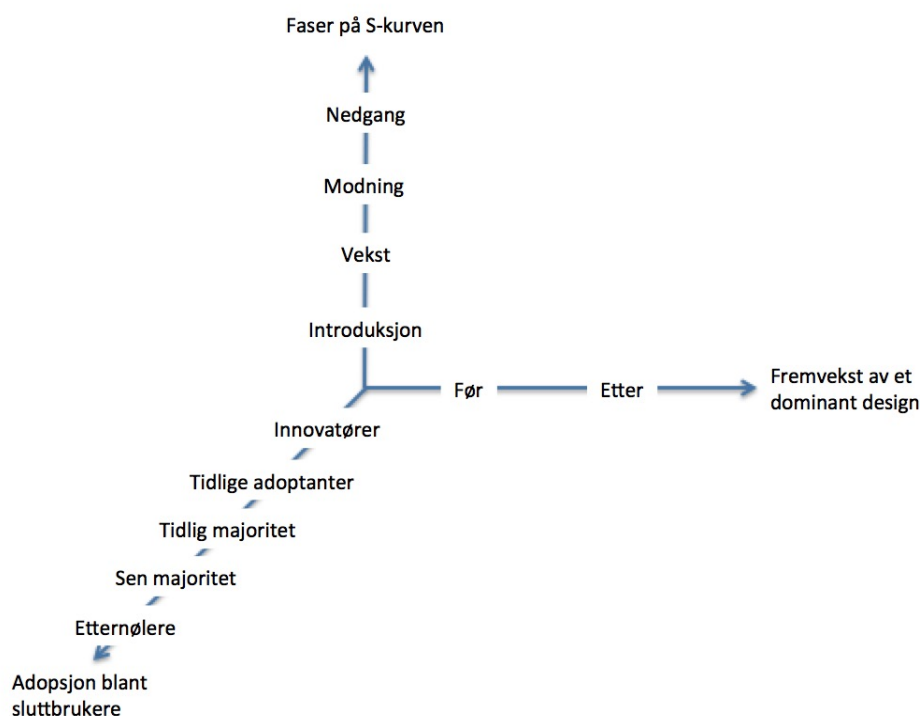 Faser på S-kurven
Nedgang
Modning
Vekst
Introduksjon
Før
Etter
Fremvekst av et
dominant design
Innovatører
Tidlige adoptanter
Tidlig majoritet
Sen majoritet
Etternølere
Adopsjon blant
sluttbrukere